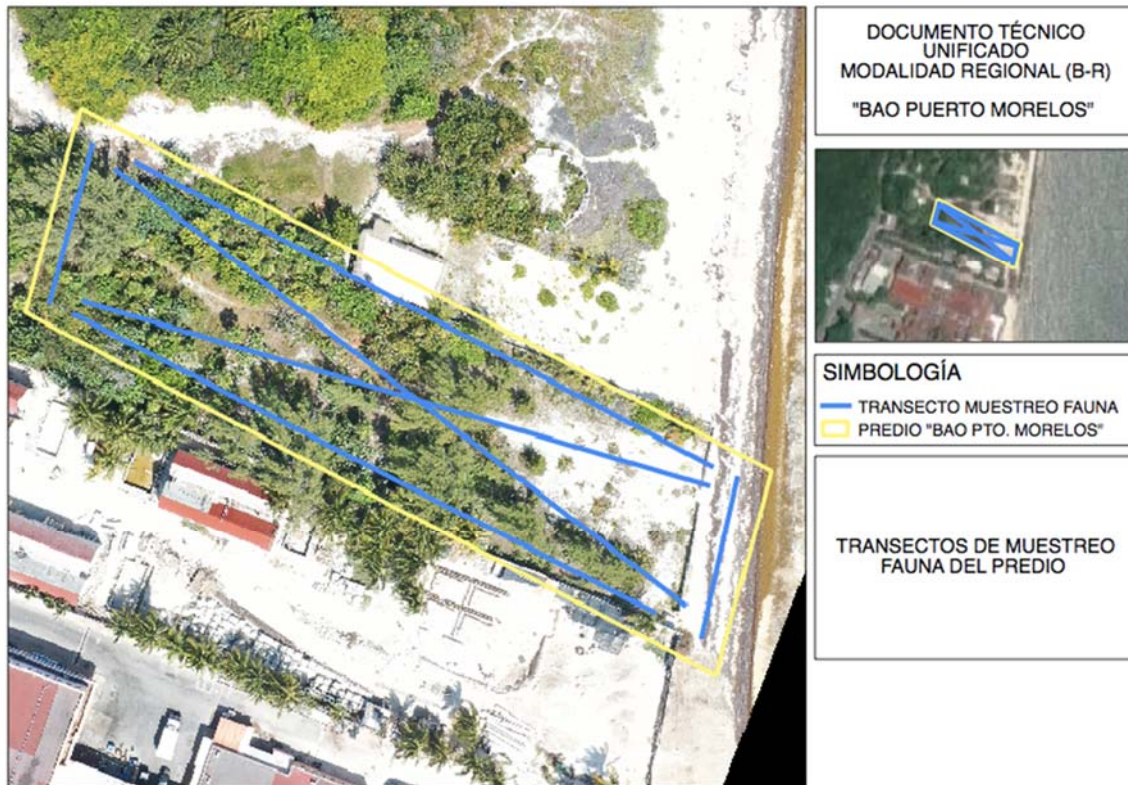 DOCUMENTO TÉCNICO
UNIFICADO
MODALIDAD REGIONAL (B-R)
"BAO PUERTO MORELOS"
SIMBOLOGÍA
TRANSECTO MUESTREO FAUNA
PREDIO "BAO PTO. MORELOS"
TRANSECTOS DE MUESTREO
FAUNA DEL PREDIO